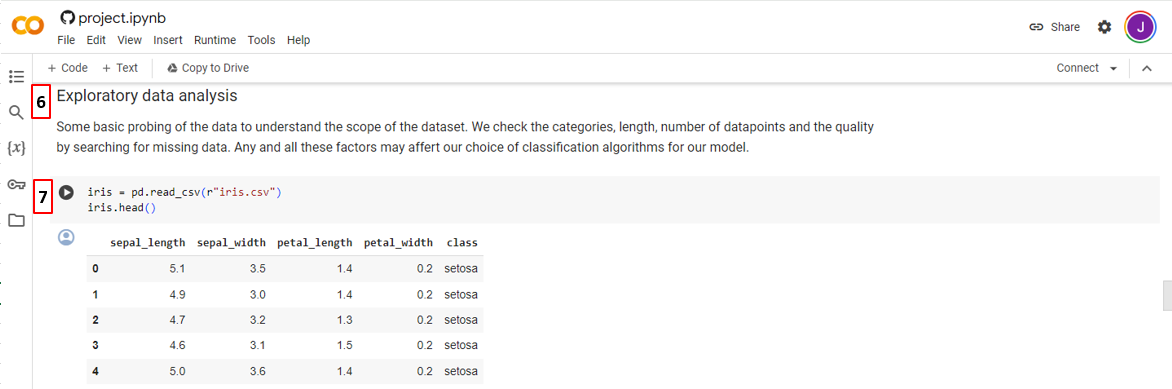 project.ipynb
File Edit View Insert Runtime Tools Help
Share
J
+ Code + Text Copy to Drive
Connect
6 Exploratory data analysis
Some basic probing of the data to understand the scope of the dataset. We check the categories, length, number of datapoints and the quality
by searching for missing data. Any and all these factors may affert our choice of classification algorithms for our model.
{x}
7 iris = pd.read_csv(r"iris.csv")
iris.head()
sepal_length sepal_width petal_length petal_width class
0 5.1 3.5 1.4 0.2 setosa
1 4.9 3.0 1.4 0.2 setosa
2 4.7 3.2 1.3 0.2 setosa
3 4.6 3.1 1.5 0.2 setosa
4 5.0 3.6 1.4 0.2 setosa